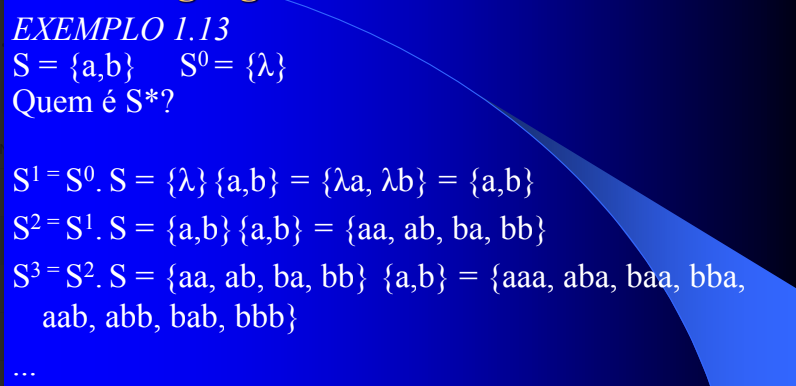 EXEMPLO 1.13
S = {a,b} S⁰ = {λ}
Quem é S*?
S¹ = S⁰. S = {λ}{a,b} = {λa, λb} = {a,b}
S² = S¹. S = {a,b}{a,b} = {aa, ab, ba, bb}
S³ = S². S = {aa, ab, ba, bb} {a,b} = {aaa, aba, baa, bba,
aab, abb, bab, bbb}
...